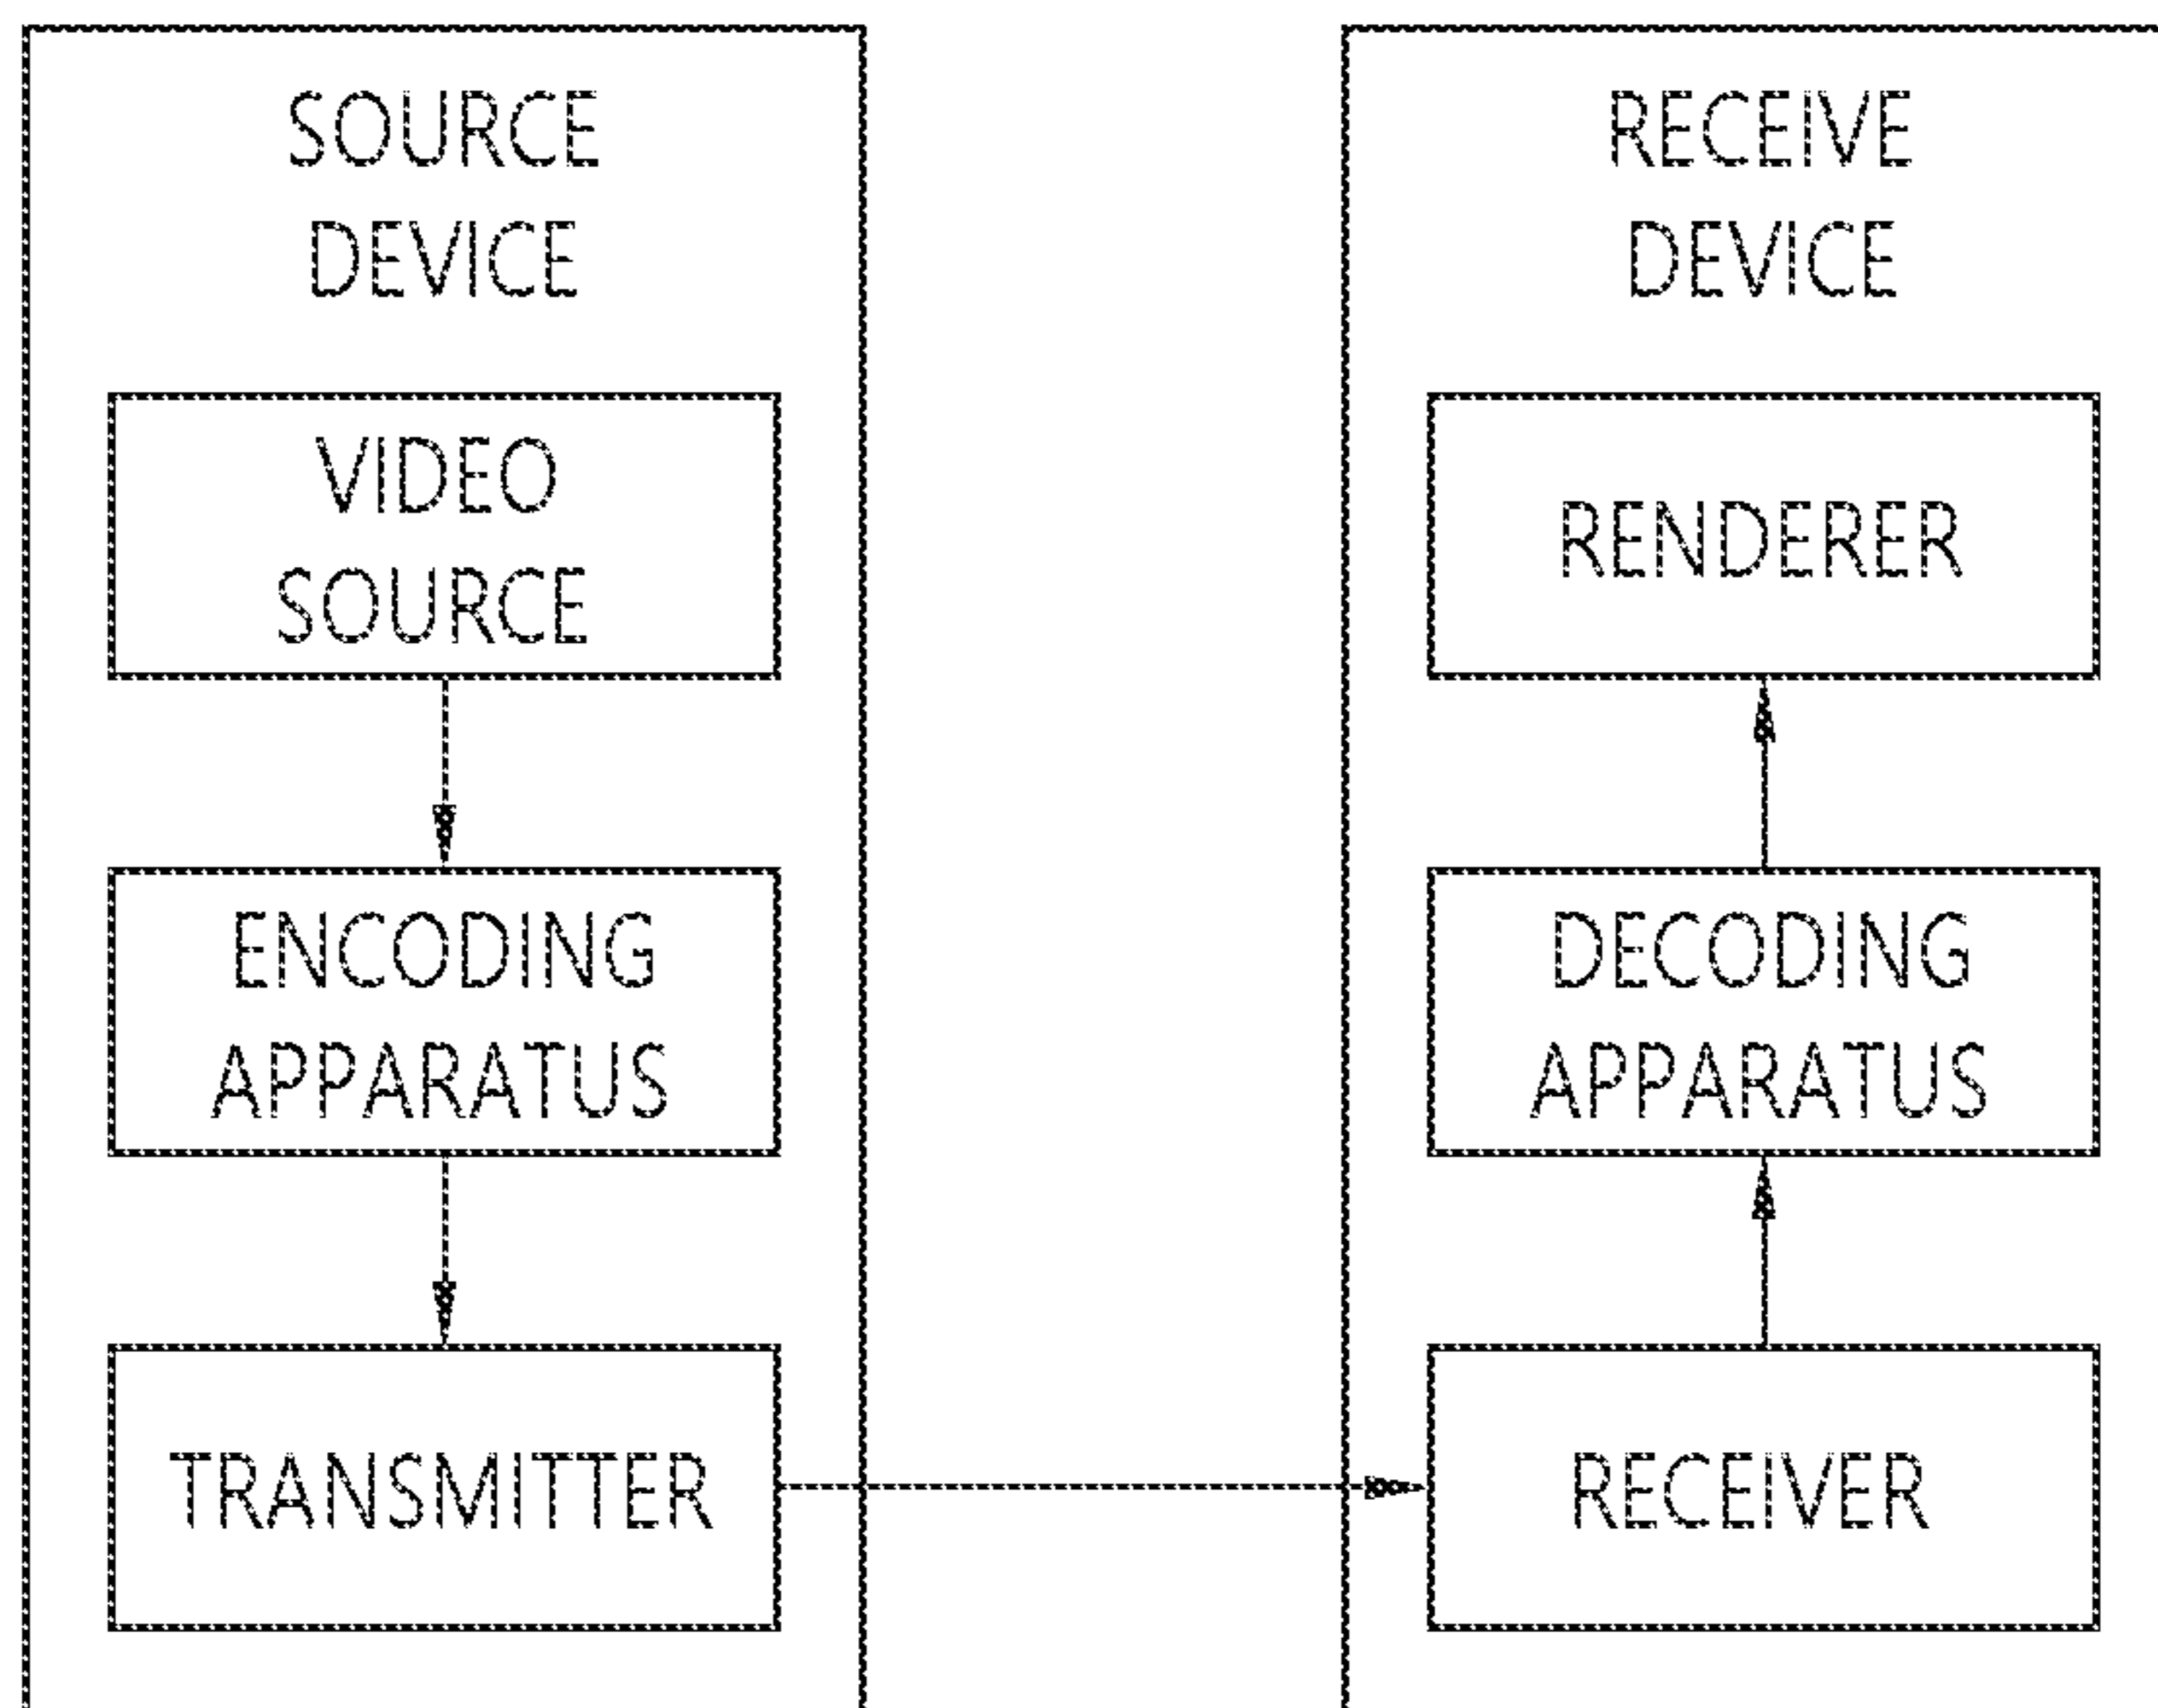 SOURCE
DEVICE
VIDEO
SOURCE
ENCODING
APPARATUS
TRANSMITTER
RECEIVE
DEVICE
RENDERER
DECODING
APPARATUS
RECEIVER